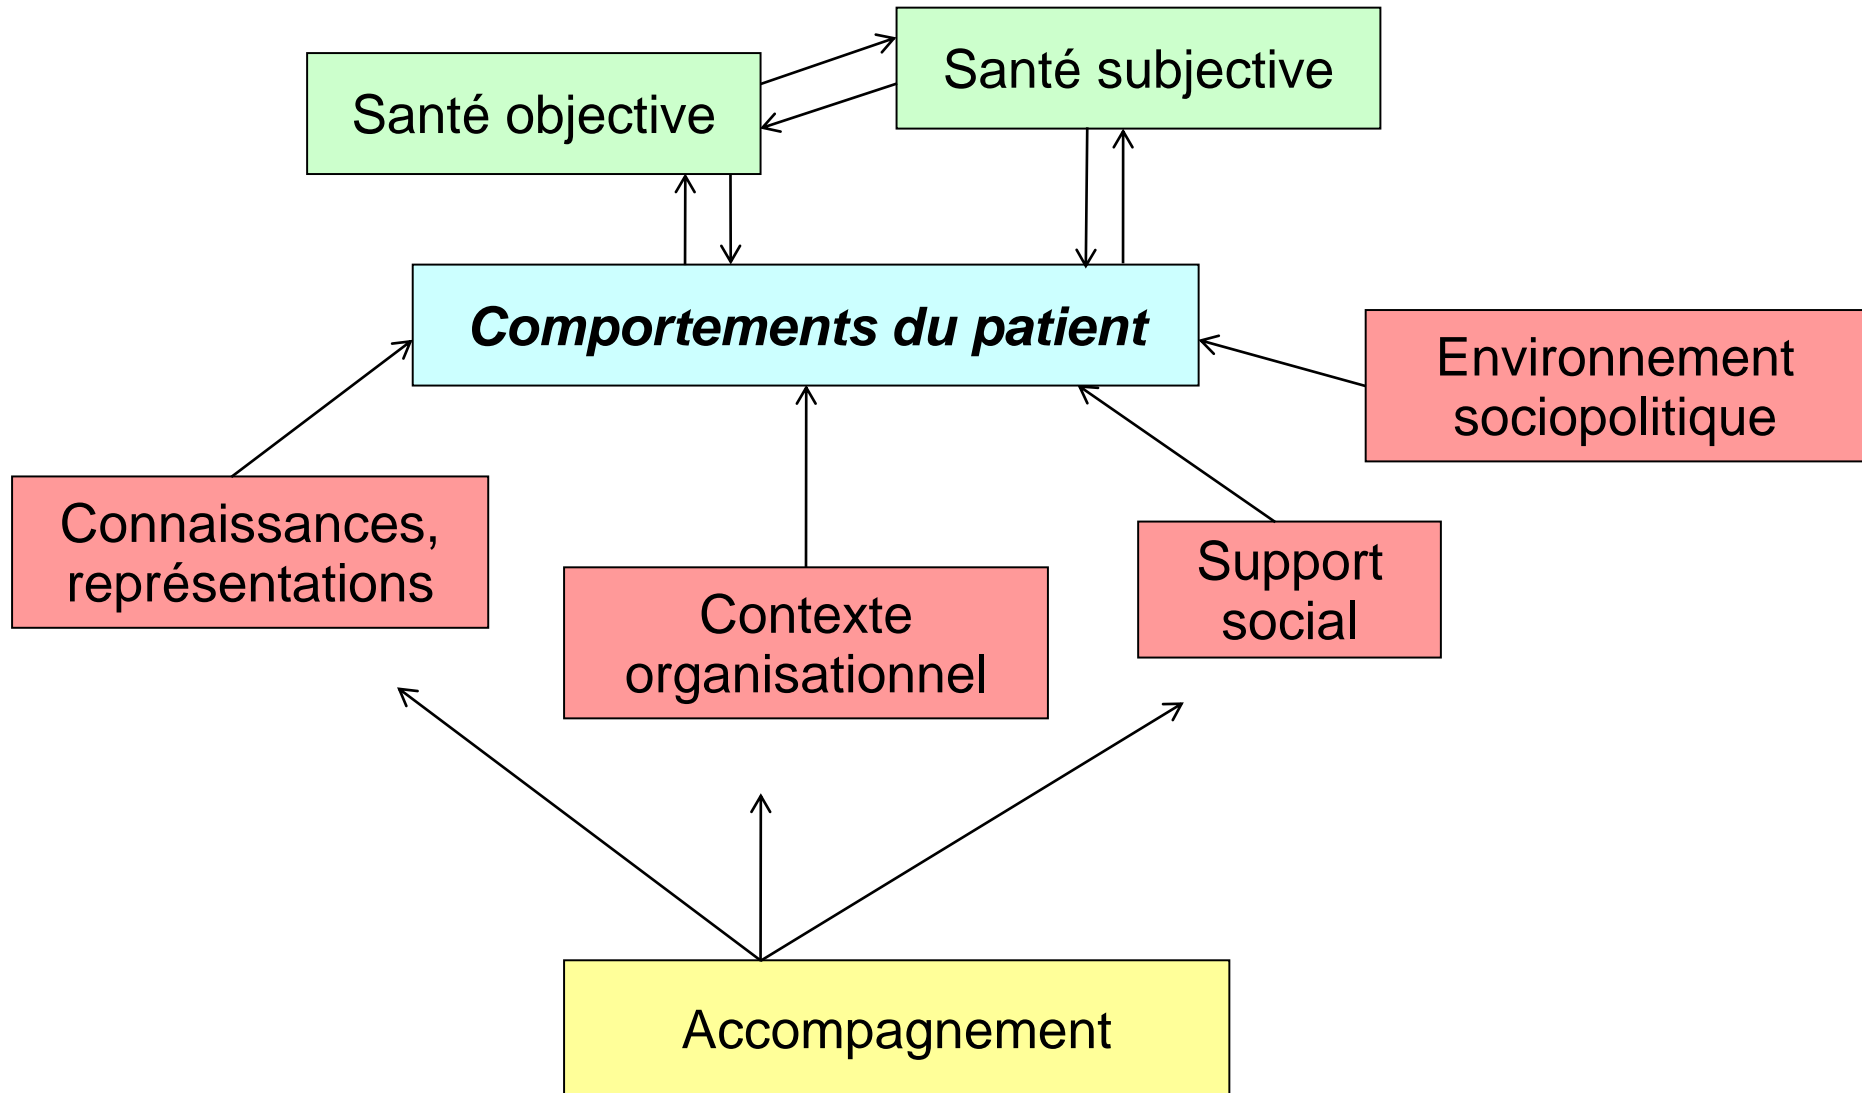 Santé subjective
Santé objective
Comportements du patient
Environnement
sociopolitique
Connaissances,
représentations
Support
social
Contexte
organisationnel
Accompagnement